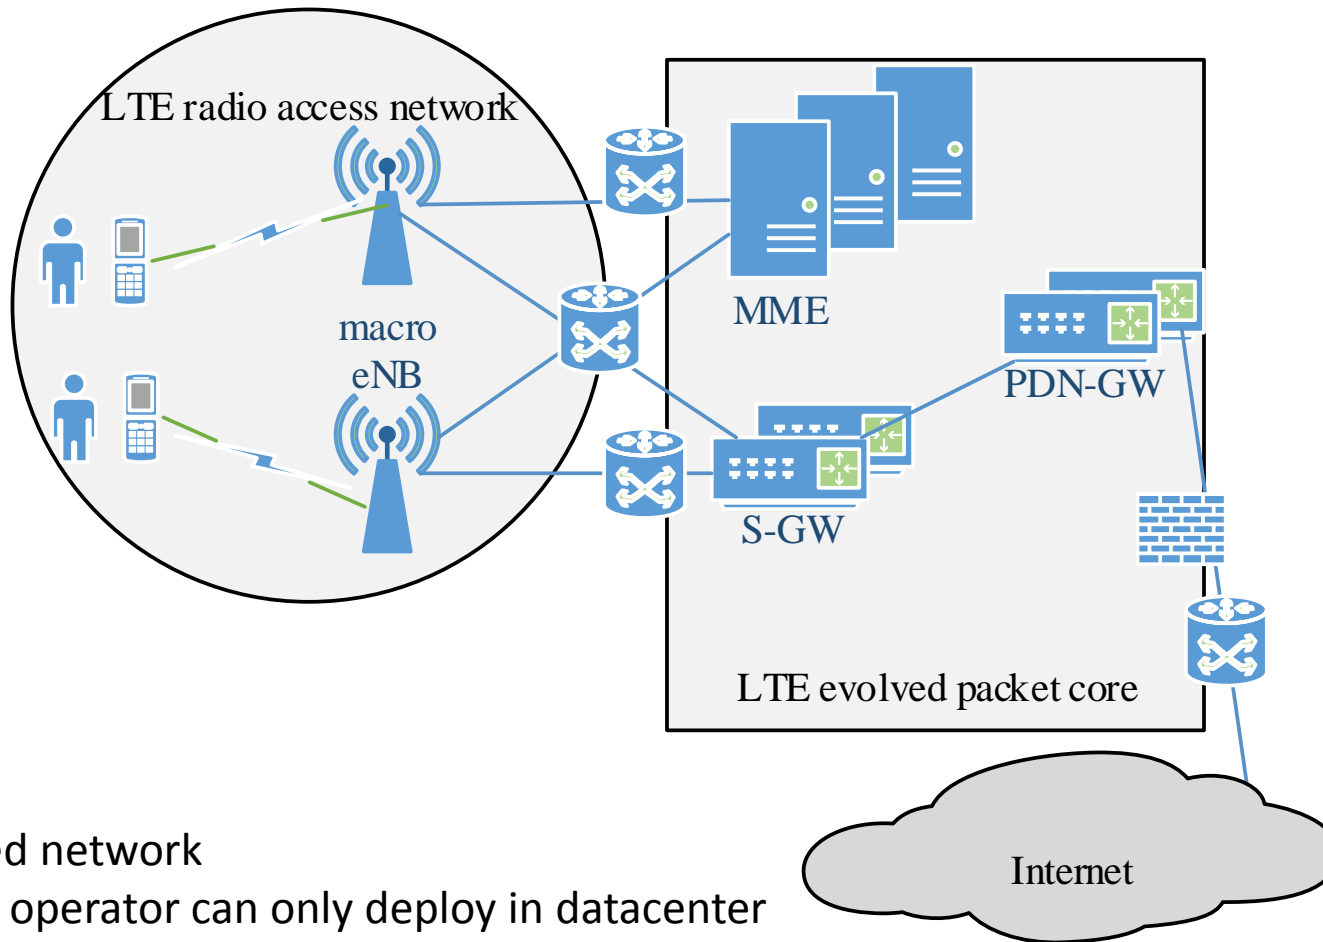 LTE radio access network
macro
eNB
MME
PDN-GW
S-GW
LTE evolved packet core
Internet
network
operator can only deploy in datacenter